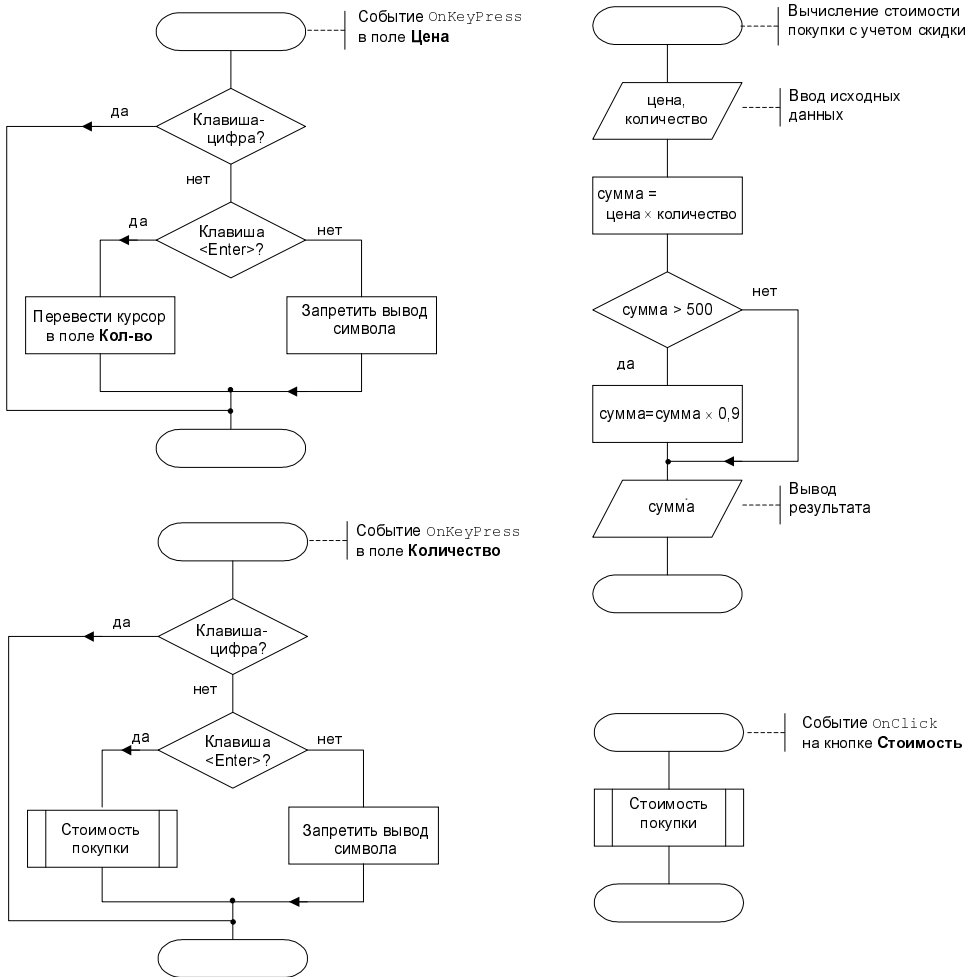 Событие OnKeyPress
в поле Цена
Клавиша-
цифра?
да
нет
Клавиша
<Enter>?
да
нет
Перевести курсор
в поле Кол-во
Запретить вывод
символа
Событие OnKeyPress
в поле Количество
Клавиша-
цифра?
да
нет
Клавиша
<Enter>?
да
нет
Стоимость
покупки
Запретить вывод
символа
Вычисление стоимости
покупки с учетом скидки
цена,
количество
Ввод исходных
данных
сумма =
цена × количество
сумма > 500
нет
да
сумма=сумма × 0,9
сумма
Вывод
результата
Событие OnClick
на кнопке Стоимость
Стоимость
покупки